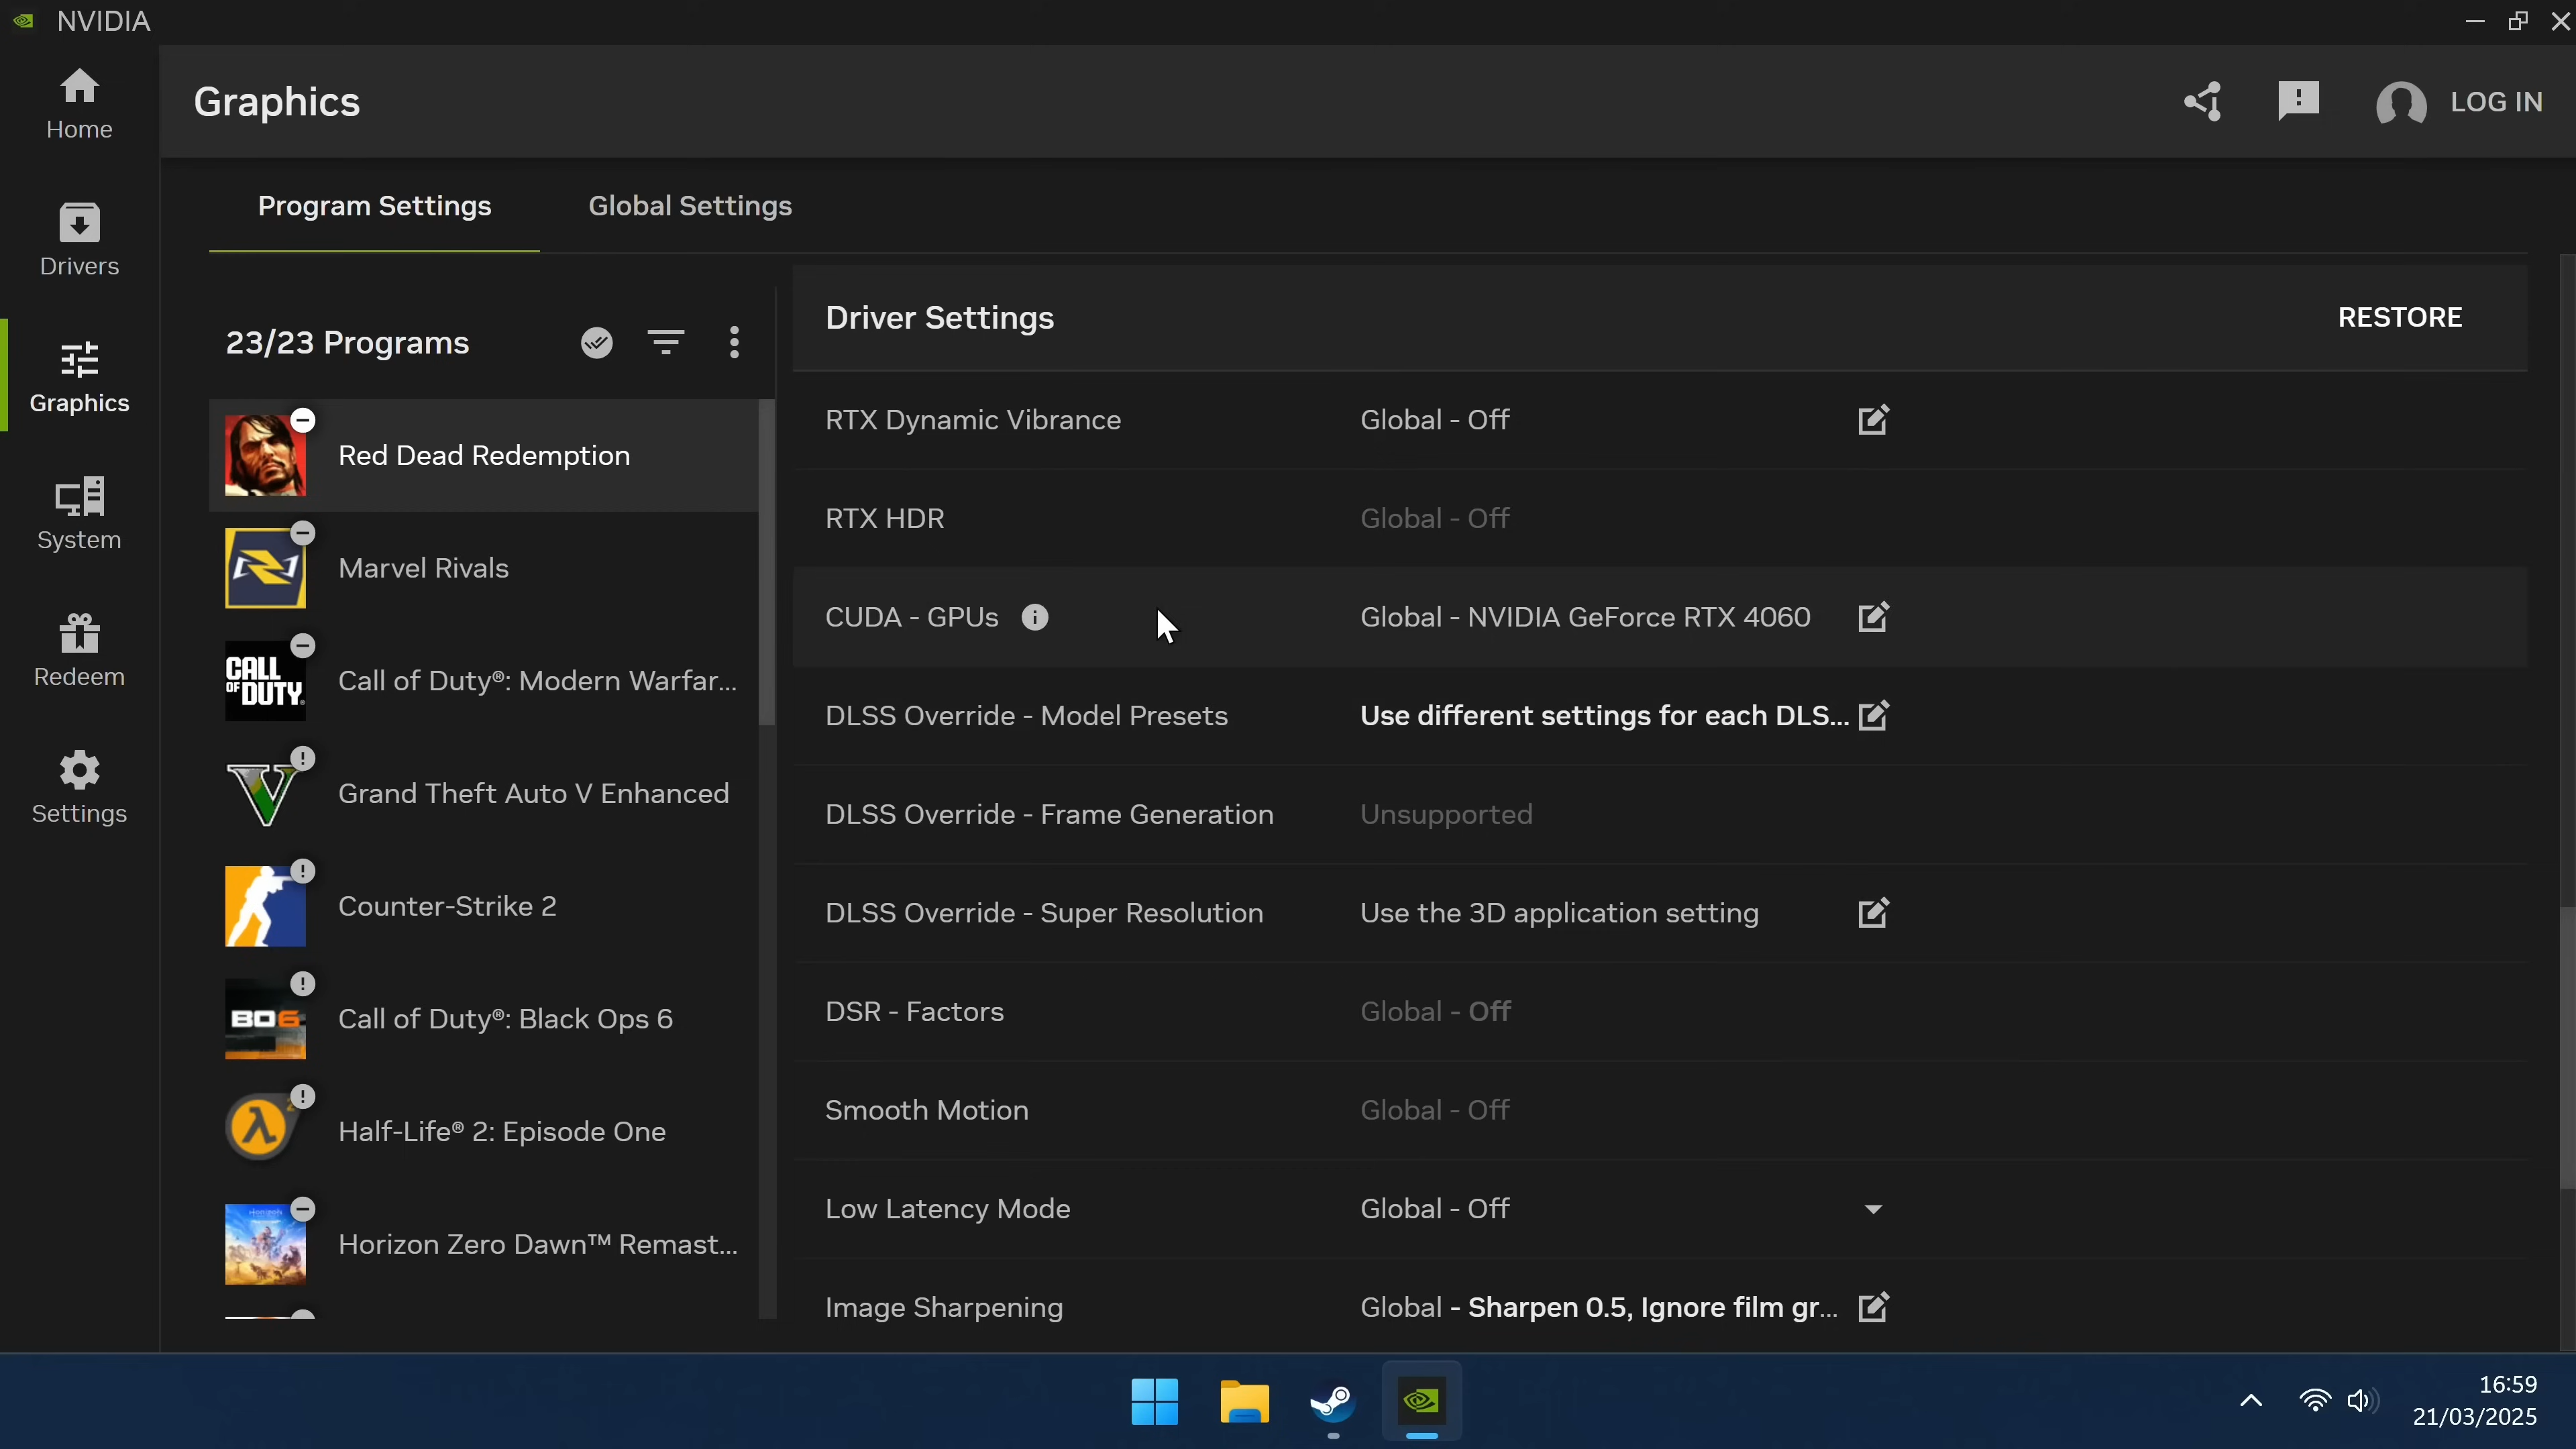 NVIDIA
Home
Drivers
Graphics
System
Redeem
Settings
Graphics
LOG IN
Program Settings
Global Settings
23/23 Programs
Red Dead Redemption
Marvel Rivals
CALL OF DUTY.
Call of Duty®: Modern Warfar...
Grand Theft Auto V Enhanced
Counter-Strike 2
BO6
Call of Duty®: Black Ops 6
Half-Life® 2: Episode One
Horizon Zero Dawn™ Remast...
Driver Settings
RESTORE
RTX Dynamic Vibrance Global - Off
RTX HDR Global - Off
CUDA - GPUs Global - NVIDIA GeForce RTX 4060
DLSS Override - Model Presets Use different settings for each DLS...
DLSS Override - Frame Generation Unsupported
DLSS Override - Super Resolution Use the 3D application setting
DSR - Factors Global - Off
Smooth Motion Global - Off
Low Latency Mode Global - Off
Image Sharpening Global - Sharpen 0.5, Ignore film gr...
16:59
21/03/2025